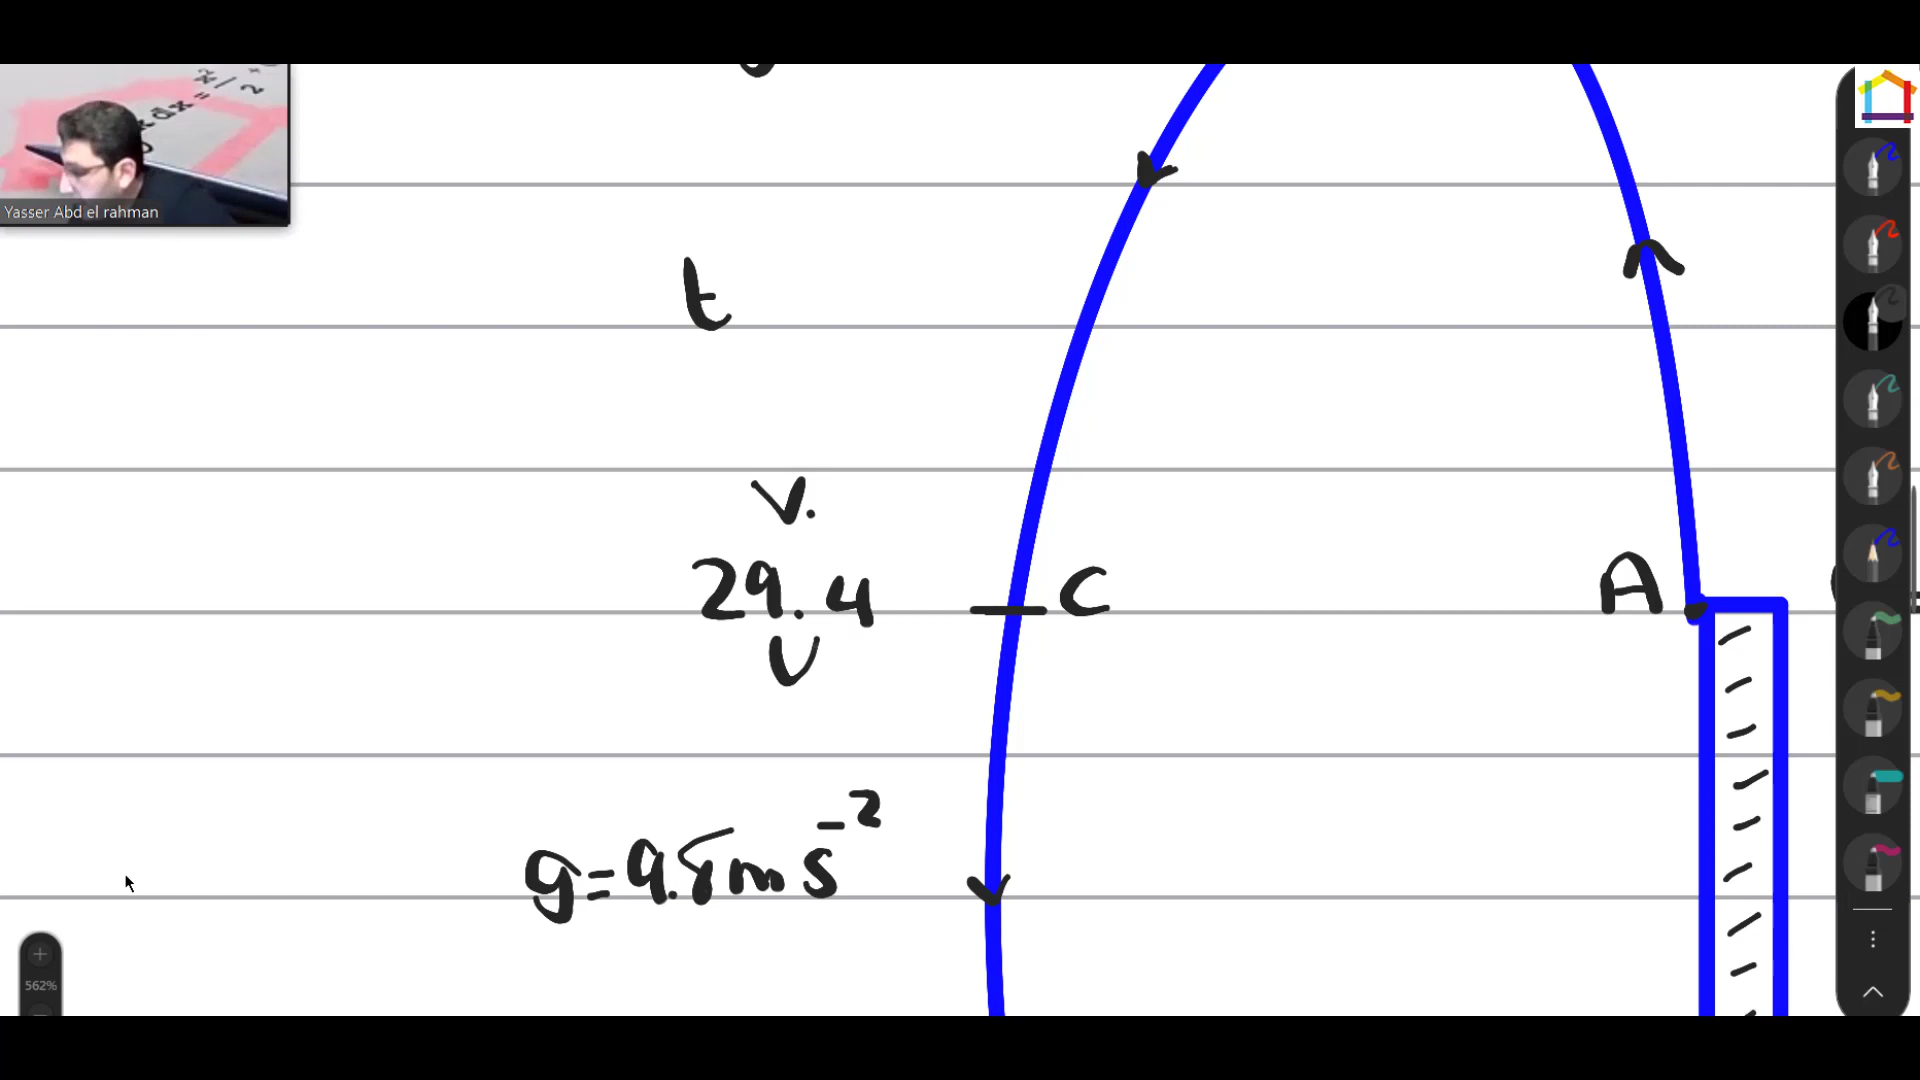 t
V.
29.4
C
A
V
g=9.8ms⁻²
Yasser Abd el rahman
562%